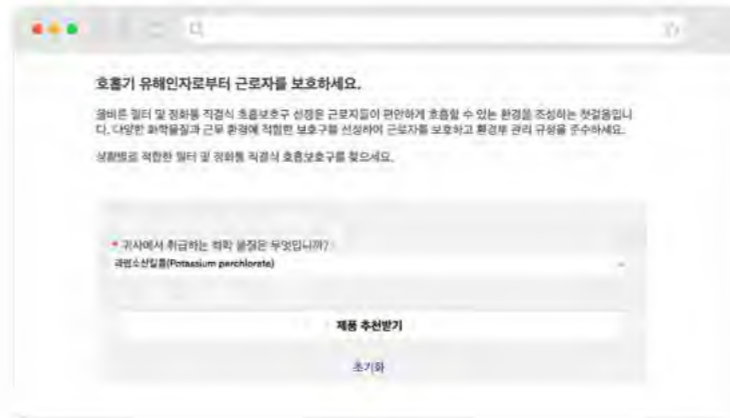 호흡기 유해인자로부터 근로자를 보호하세요.
올바른 필터 및 정화통 직결식 호흡보호구 선정은 근로자들이 편안하게 호흡할 수 있는 환경을 조성하는 첫걸음입니
다. 다양한 화학물질과 근무 환경에 적합한 보호구를 선정하여 근로자를 보호하고 환경부 관리 규정을 준수하세요.
상황별로 적합한 필터 및 정화통 직결식 호흡보호구를 찾으세요.
* 귀사에서 취급하는 화학 물질은 무엇입니까?
과염소산칼륨(Potassium perchlorate)
제품 추천받기
초기화